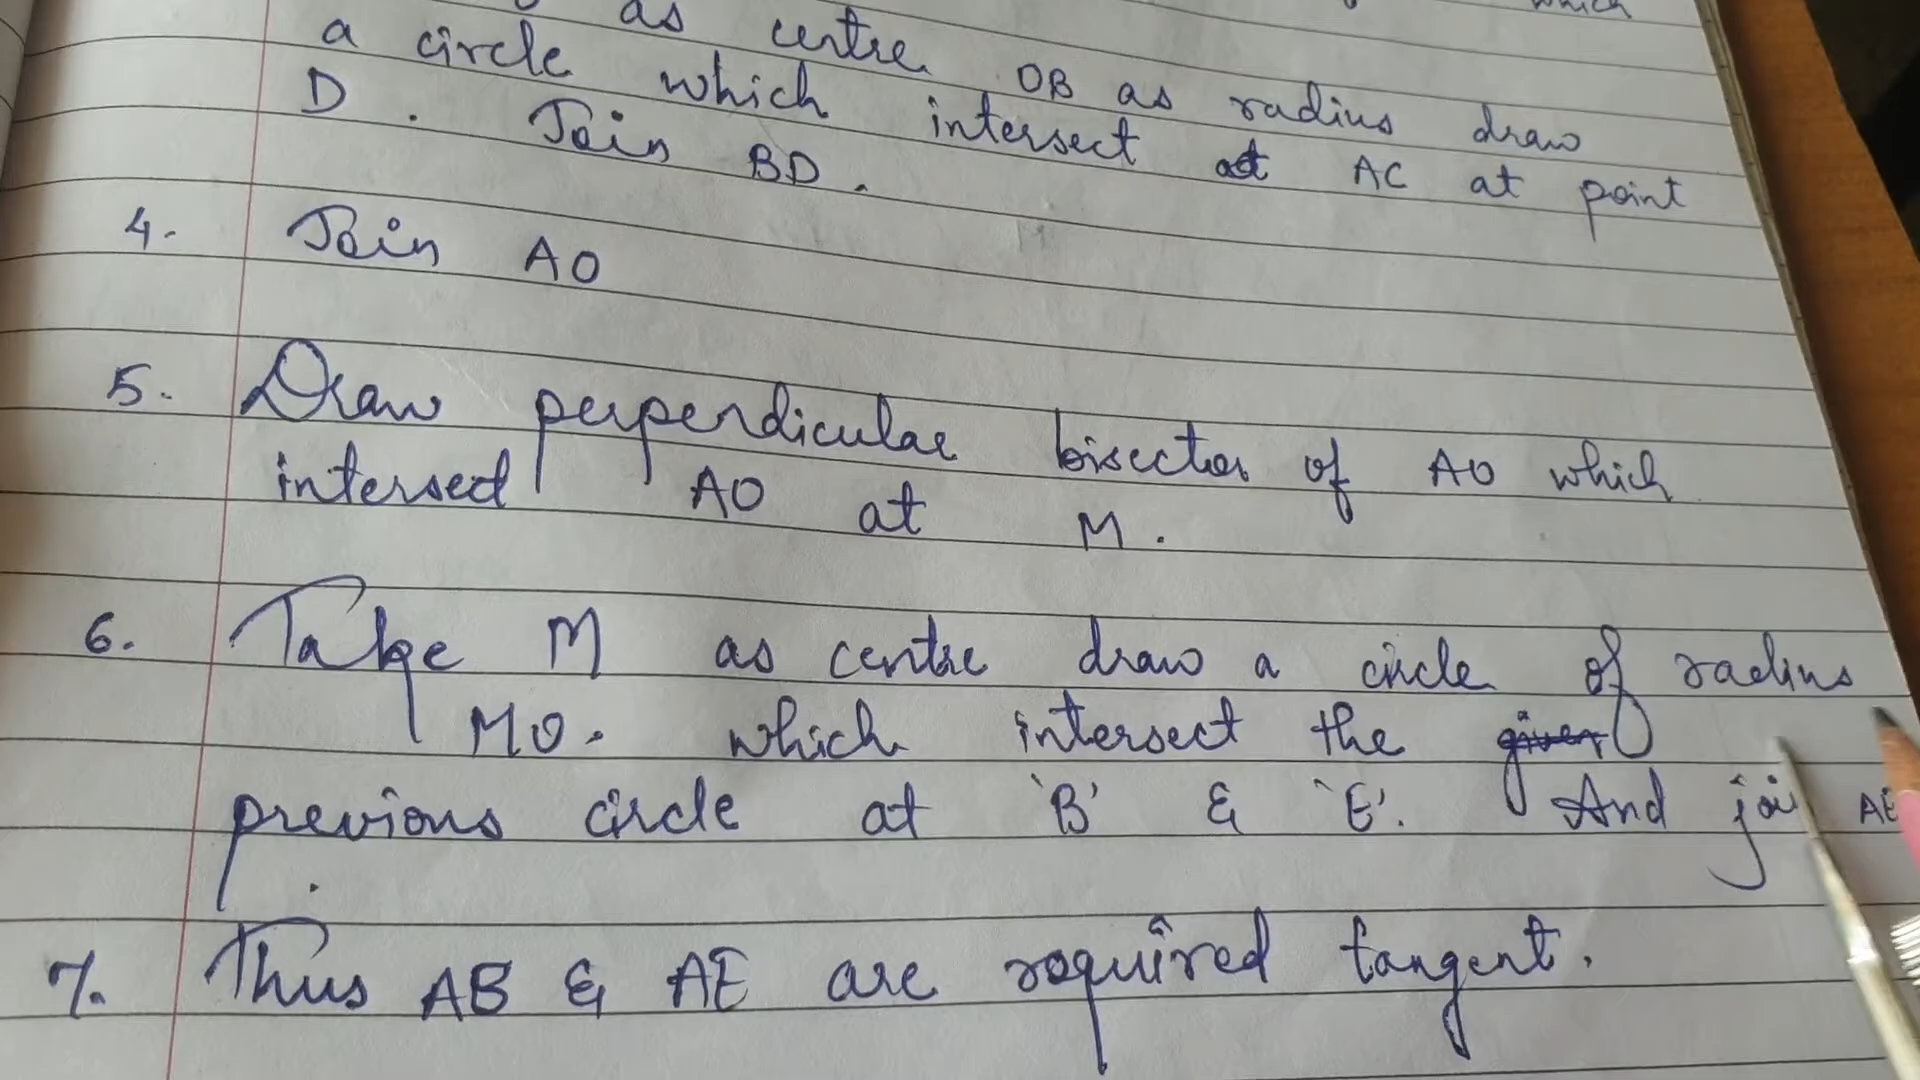 as centre OB as radius draw
a circle which intersect at AC at point
D . Join BD .
4. Join AO
5. Draw perpendicular bisector of AO which
intersect AO at M .
6. Take M as centre draw a circle of radius
MO. which intersect the given
previous circle at 'B' & 'E'. And join AE
7. Thus AB & AE are required tangent.